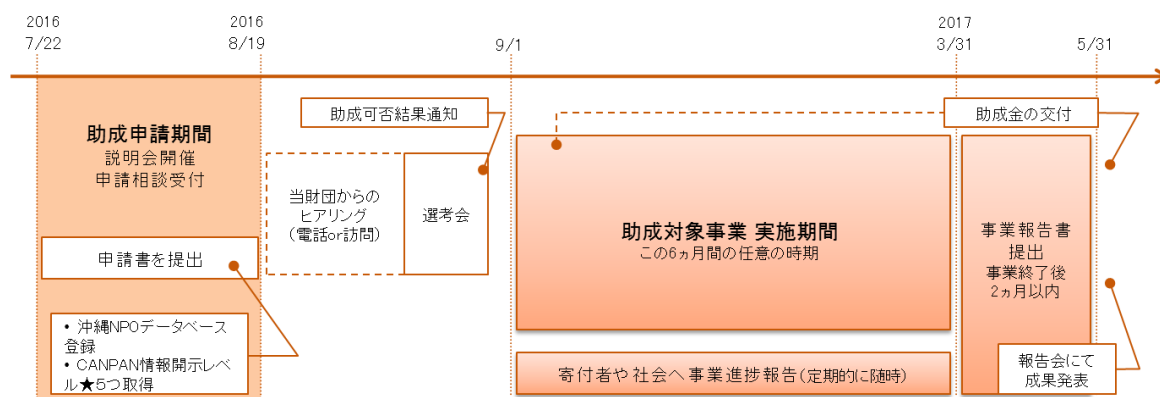 2016
7/22
2016
8/19
9/1
2017
3/31
5/31
助成申請期間
説明会開催
申請相談受付
申請書を提出
• 沖縄NPOデータベース
登録
• CANPAN情報開示レベ
ル★5つ取得
助成可否結果通知
当財団からの
ヒアリング
(電話or訪問)
選考会
助成対象事業 実施期間
この6ヵ月間の任意の時期
寄付者や社会へ事業進捗報告(定期的に随時)
助成金の交付
事業報告書
提出
事業終了後
2ヵ月以内
報告会にて
成果発表